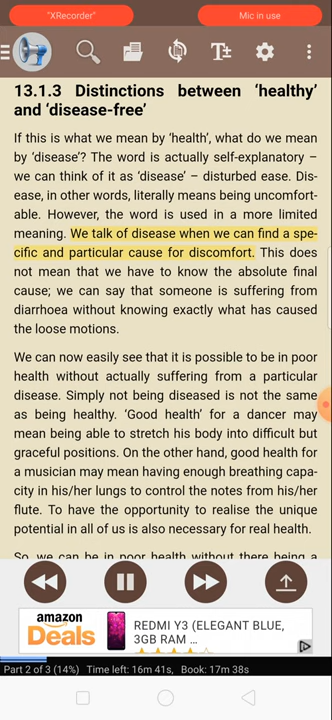 "XRecorder"
Mic in use
13.1.3 Distinctions between ‘healthy’
and ‘disease-free’
If this is what we mean by ‘health’, what do we mean
by ‘disease’? The word is actually self-explanatory –
we can think of it as ‘disease’ – disturbed ease. Dis-
ease, in other words, literally means being uncomfort-
able. However, the word is used in a more limited
meaning. We talk of disease when we can find a spe-
cific and particular cause for discomfort. This does
not mean that we have to know the absolute final
cause; we can say that someone is suffering from
diarrhoea without knowing exactly what has caused
the loose motions.
We can now easily see that it is possible to be in poor
health without actually suffering from a particular
disease. Simply not being diseased is not the same
as being healthy. ‘Good health’ for a dancer may
mean being able to stretch his body into difficult but
graceful positions. On the other hand, good health for
a musician may mean having enough breathing capa-
city in his/her lungs to control the notes from his/her
flute. To have the opportunity to realise the unique
potential in all of us is also necessary for real health.
So, we can be in poor health without there being a
amazon
Deals
REDMI Y3 (ELEGANT BLUE,
3GB RAM ...
Part 2 of 3 (14%) Time left: 16m 41s, Book: 17m 38s